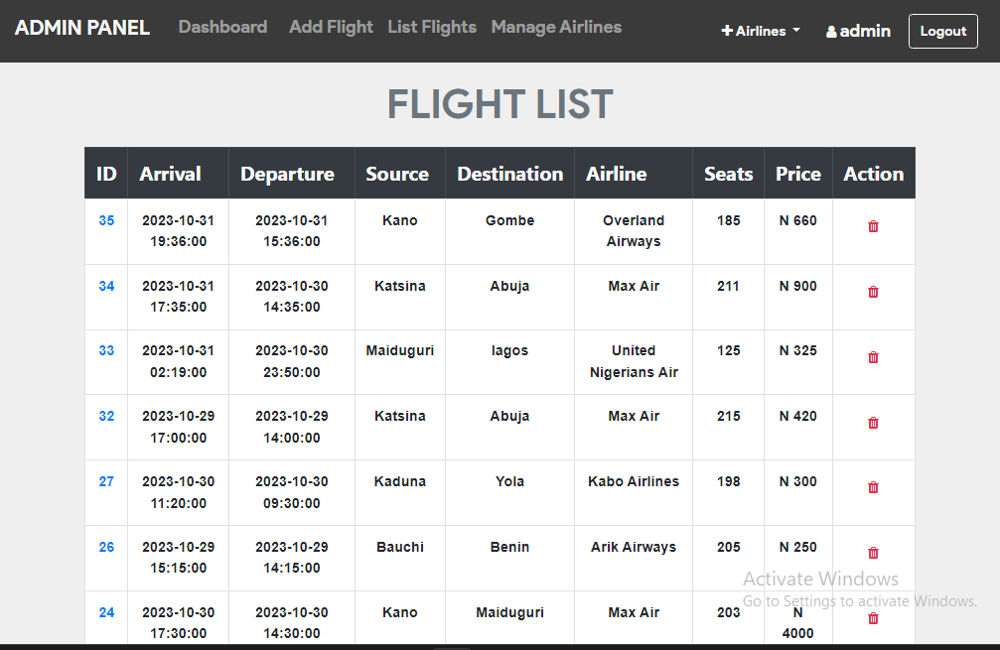 ADMIN PANEL Dashboard Add Flight List Flights Manage Airlines Airlines admin Logout
FLIGHT LIST
ID Arrival Departure Source Destination Airline Seats Price Action
35 2023-10-31 2023-10-31 Kano Gombe Overland 185 N 660
19:36:00 15:36:00 Airways
34 2023-10-31 2023-10-30 Katsina Abuja Max Air 211 N 900
17:35:00 14:35:00
33 2023-10-31 2023-10-30 Maiduguri lagos United 125 N 325
02:19:00 23:50:00 Nigerians Air
32 2023-10-29 2023-10-29 Katsina Abuja Max Air 215 N 420
17:00:00 14:00:00
27 2023-10-30 2023-10-30 Kaduna Yola Kabo Airlines 198 N 300
11:20:00 09:30:00
26 2023-10-29 2023-10-29 Bauchi Benin Arik Airways 205 N 250
15:15:00 14:15:00
Activate Windows
Go to Settings to activate Windows.
24 2023-10-30 2023-10-30 Kano Maiduguri Max Air 203 N
17:30:00 14:30:00 4000